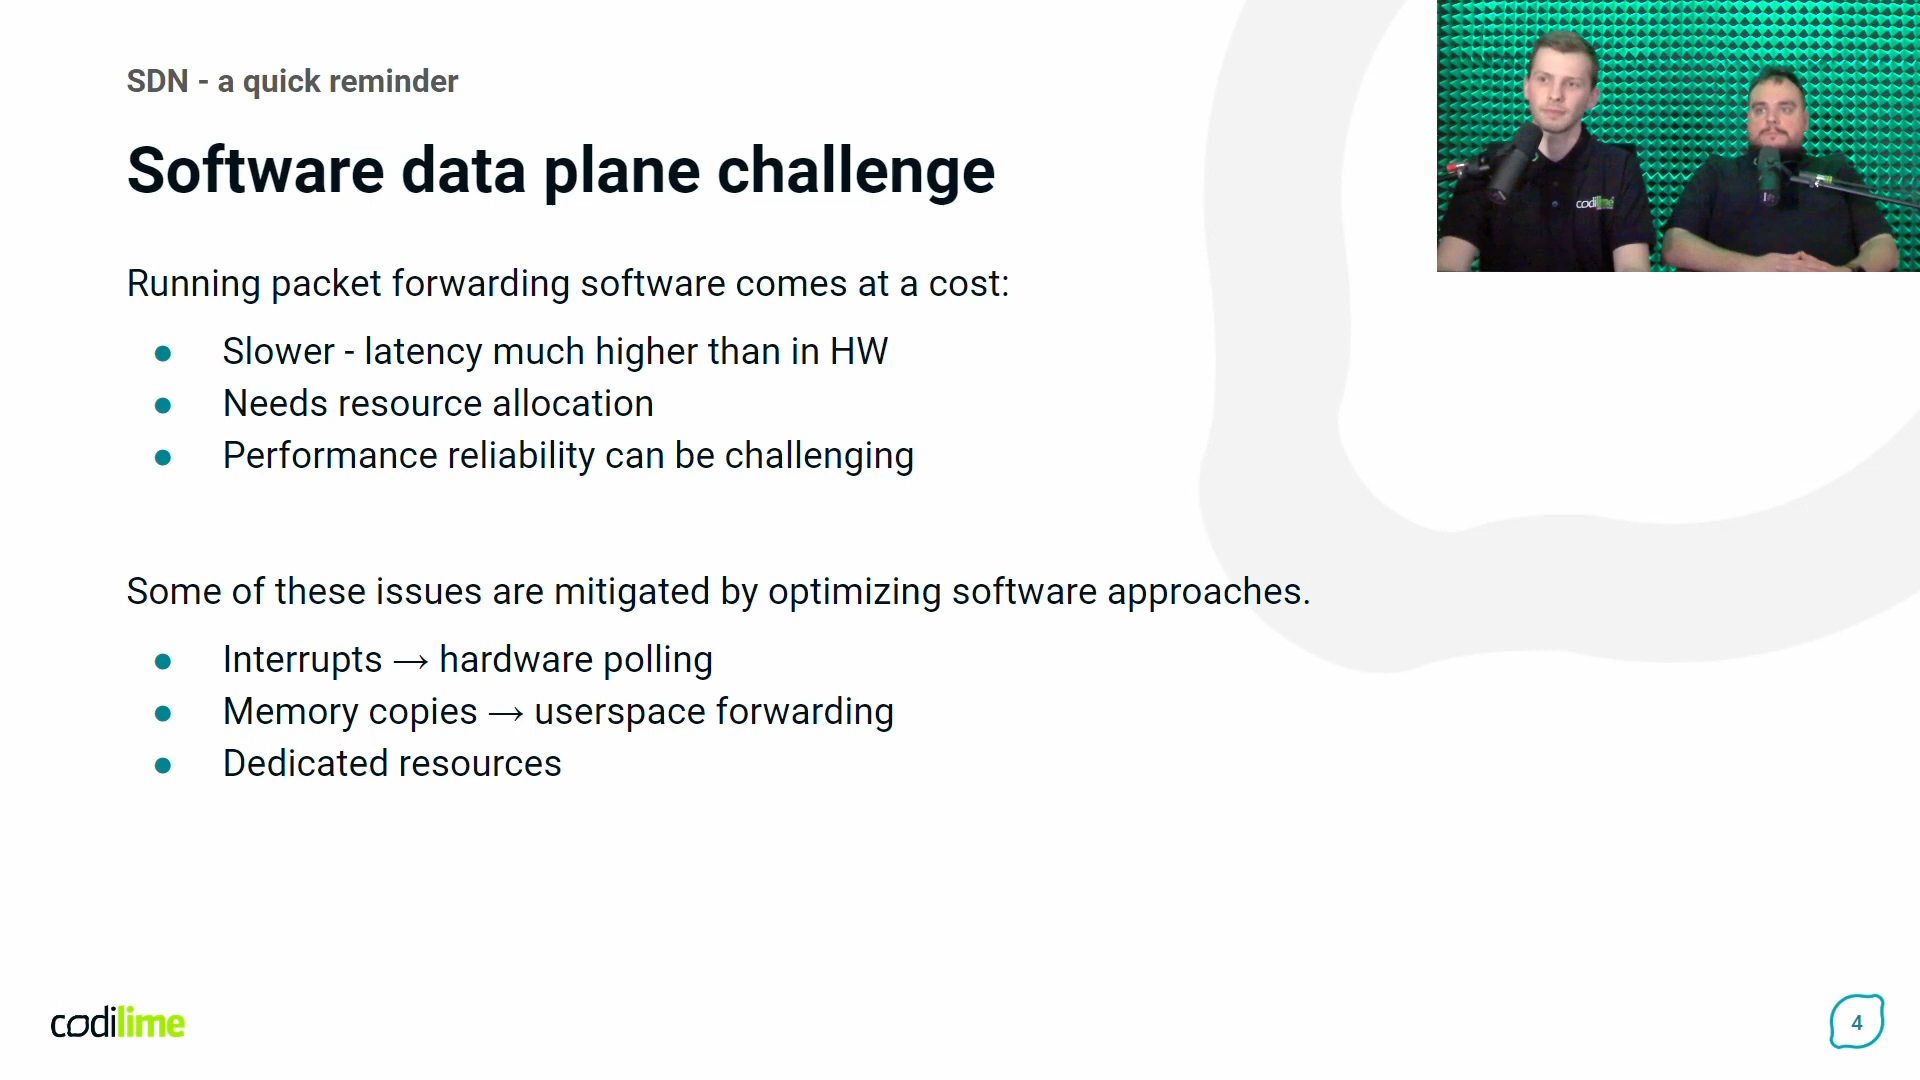 SDN - a quick reminder
Software data plane challenge
Running packet forwarding software comes at a cost:
● Slower - latency much higher than in HW
● Needs resource allocation
● Performance reliability can be challenging
Some of these issues are mitigated by optimizing software approaches.
● Interrupts → hardware polling
● Memory copies → userspace forwarding
● Dedicated resources
codilime
codilime
4